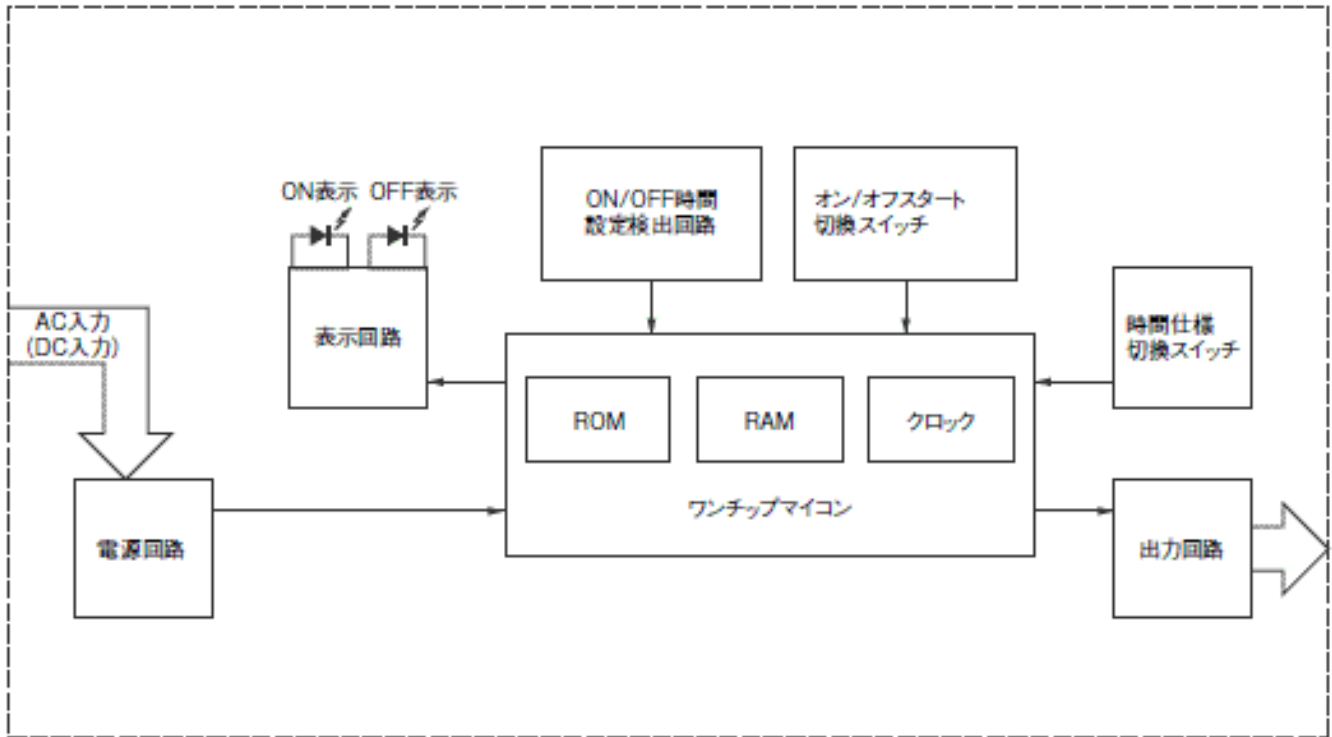 ON表示 OFF表示
ON/OFF時間
設定検出回路
オン/オフスタート
切換スイッチ
AC入力
(DC入力)
表示回路
時間仕様
切換スイッチ
ROM
RAM
クロック
ワンチップマイコン
電源回路
出力回路